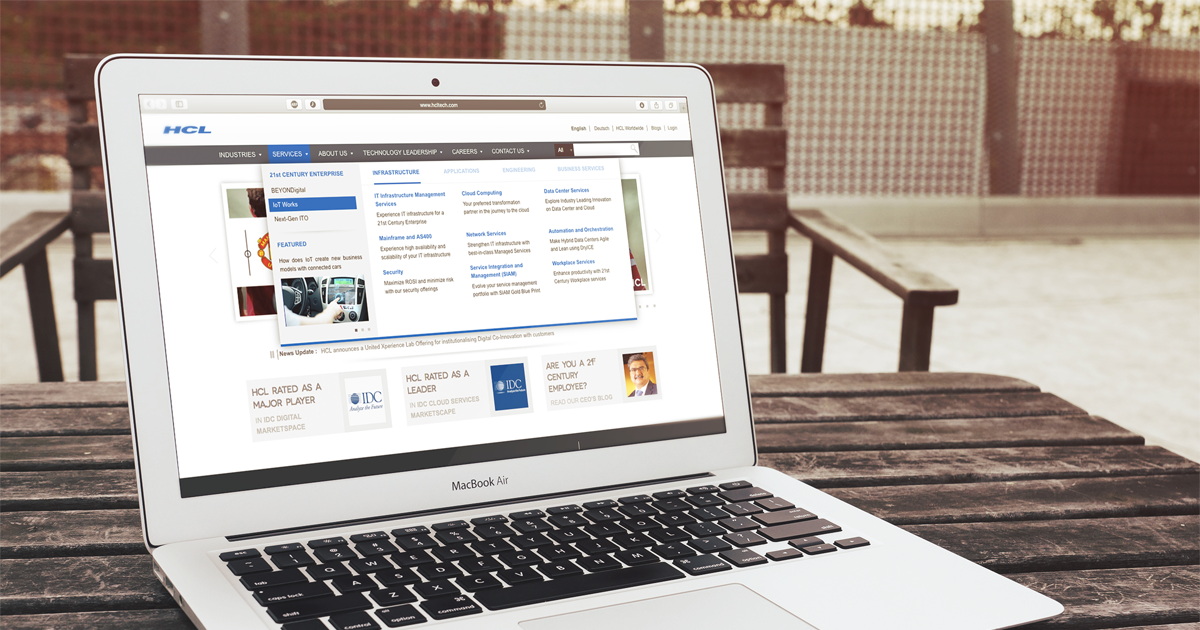 www.hcltech.com
HCL
English | Deutsch | HCL Worldwide | Blogs | Login
INDUSTRIES SERVICES ABOUT US TECHNOLOGY LEADERSHIP CAREERS CONTACT US All
21st CENTURY ENTERPRISE
BEYONDigital
IoT Works
Next-Gen ITO
FEATURED
How does IoT create new business
models with connected cars
INFRASTRUCTURE APPLICATIONS ENGINEERING BUSINESS SERVICES
IT Infrastructure Management
Services
Experience IT infrastructure for a
21st Century Enterprise
Mainframe and AS400
Experience high availability and
scalability of your IT infrastructure
Security
Maximize ROSI and minimize risk
with our security offerings
Cloud Computing
Your preferred transformation
partner in the journey to the cloud
Network Services
Strengthen IT infrastructure with
best-in-class Managed Services
Service Integration and
Management (SIAM)
Evolve your service management
portfolio with SIAM Gold Blue Print
Data Center Services
Explore Industry Leading Innovation
on Data Center and Cloud
Automation and Orchestration
Make Hybrid Data Centers Agile
and Lean using DryICE
Workplace Services
Enhance productivity with 21st
Century Workplace services
CL
News Update : HCL announces a United Xperience Lab Offering for institutionalising Digital Co-Innovation with customers
HCL RATED AS A
MAJOR PLAYER
IN IDC DIGITAL
MARKETSPACE
IDC
Analyze the Future
HCL RATED AS A
LEADER
IN IDC CLOUD SERVICES
MARKETSCAPE
IDC
Analyze the Future
ARE YOU A 21st
CENTURY
EMPLOYEE?
READ OUR CEO'S BLOG
MacBook Air
Q W E R T Y U I O P
tab
A S D F G H J K L
caps lock
Z X C V B N M
shift
control option command command option